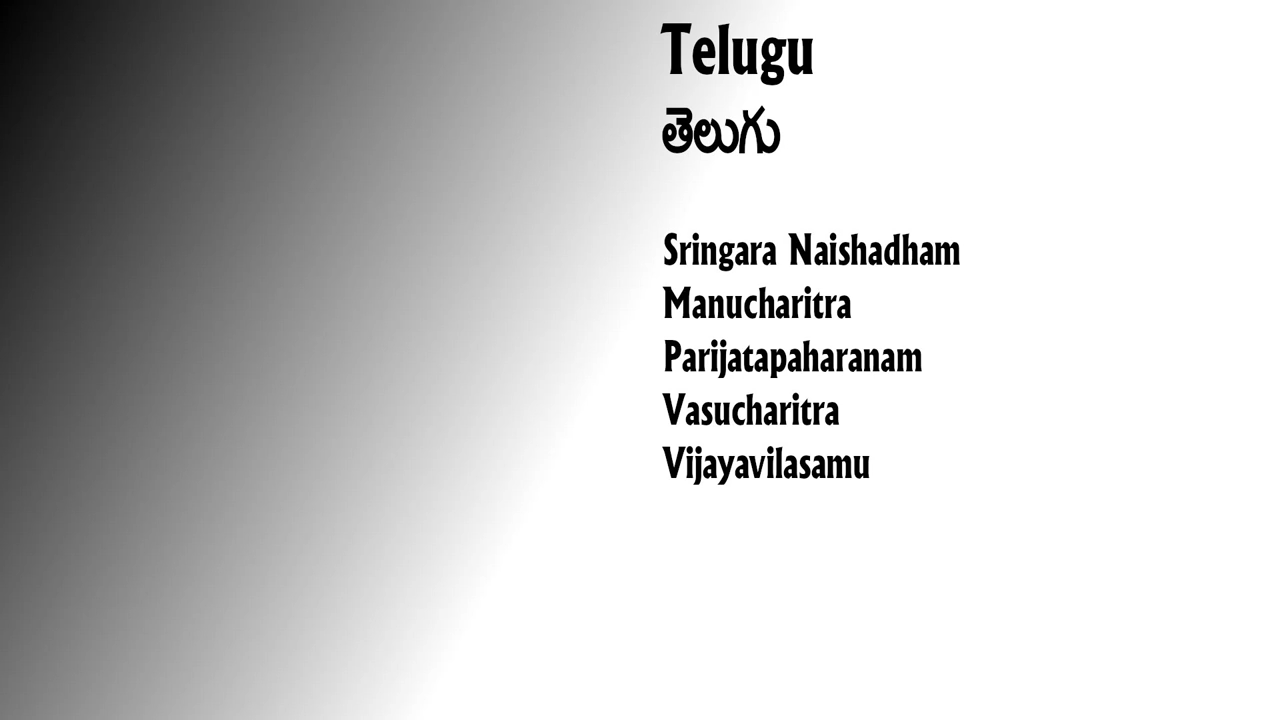 Telugu
తెలుగు
Sringara Naishadham
Manucharitra
Parijatapaharanam
Vasucharitra
Vijayavilasamu